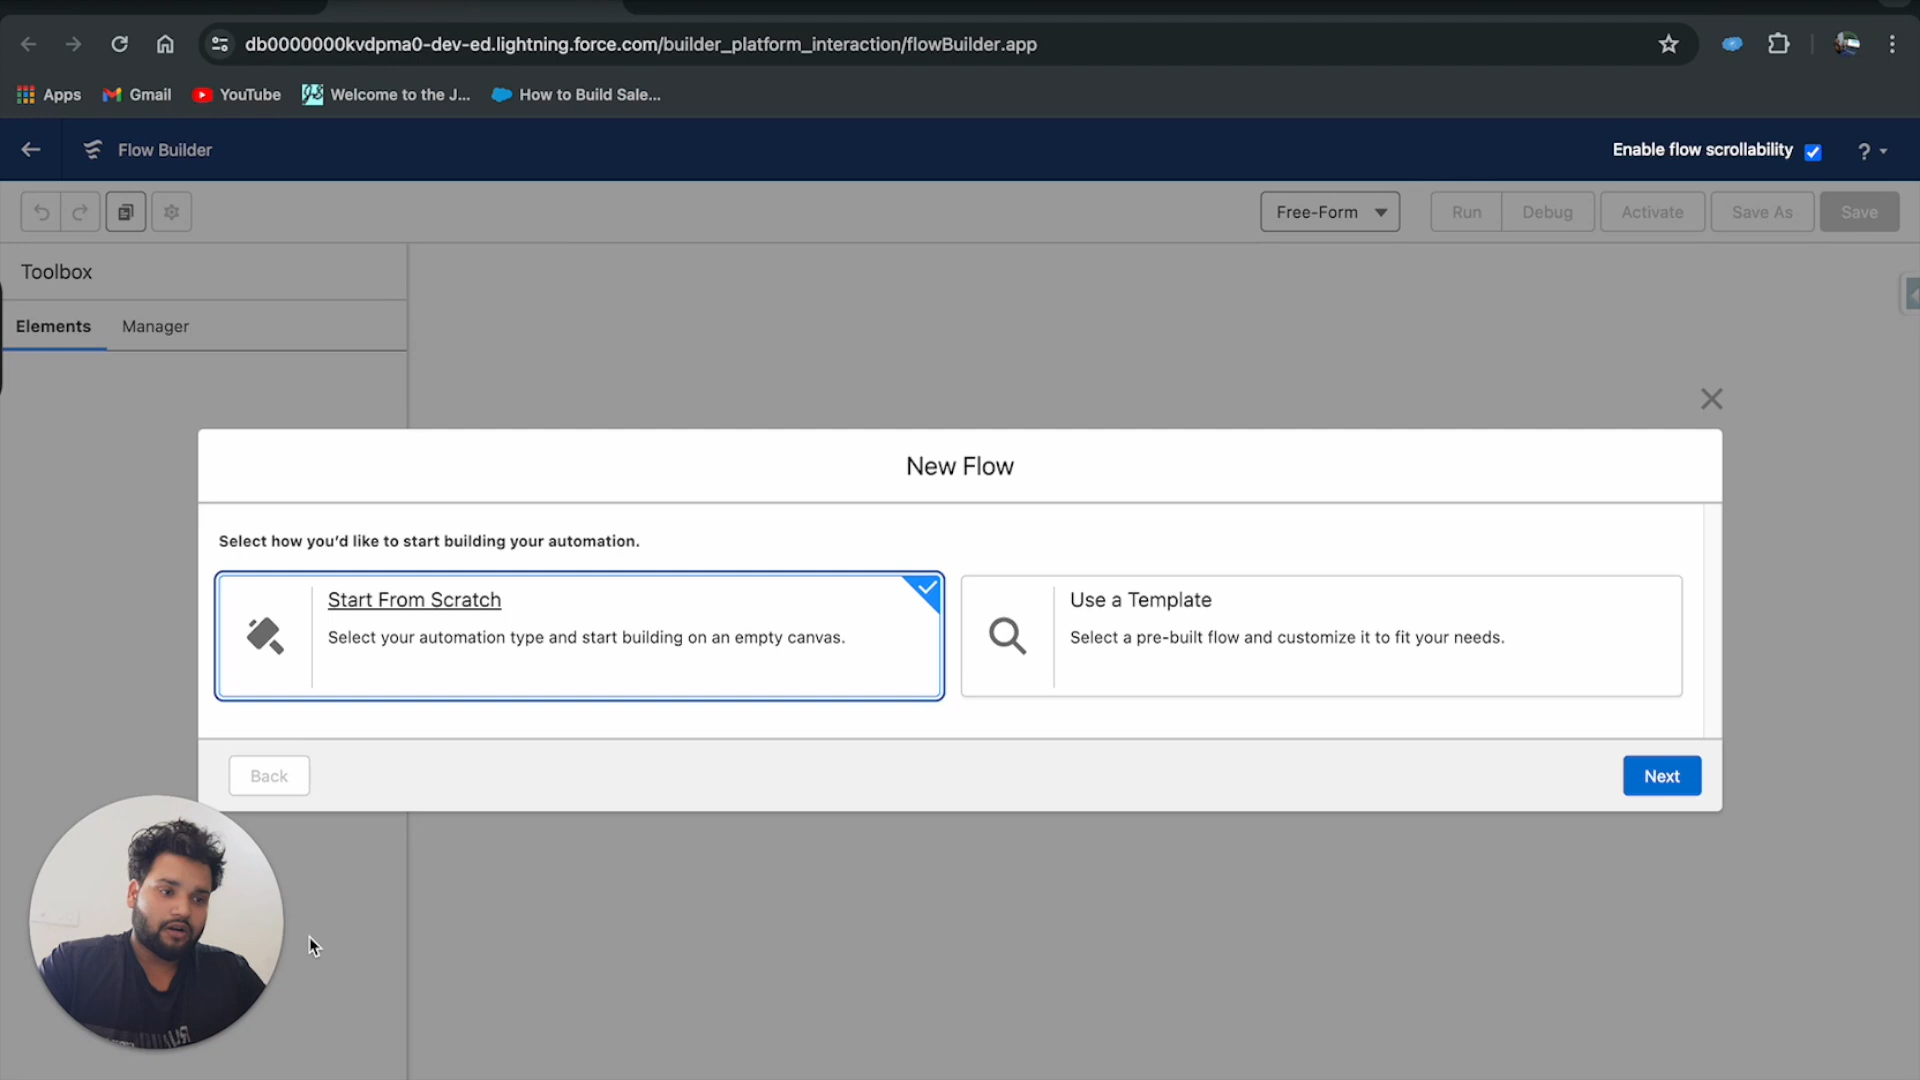 db0000000kvdpma0-dev-ed.lightning.force.com/builder_platform_interaction/flowBuilder.app
Apps Gmail YouTube Welcome to the J... How to Build Sale...
Flow Builder Enable flow scrollability ?
Free-Form Run Debug Activate Save As Save
Toolbox
Elements Manager
New Flow
Select how you'd like to start building your automation.
Start From Scratch
Select your automation type and start building on an empty canvas.
Use a Template
Select a pre-built flow and customize it to fit your needs.
Back Next